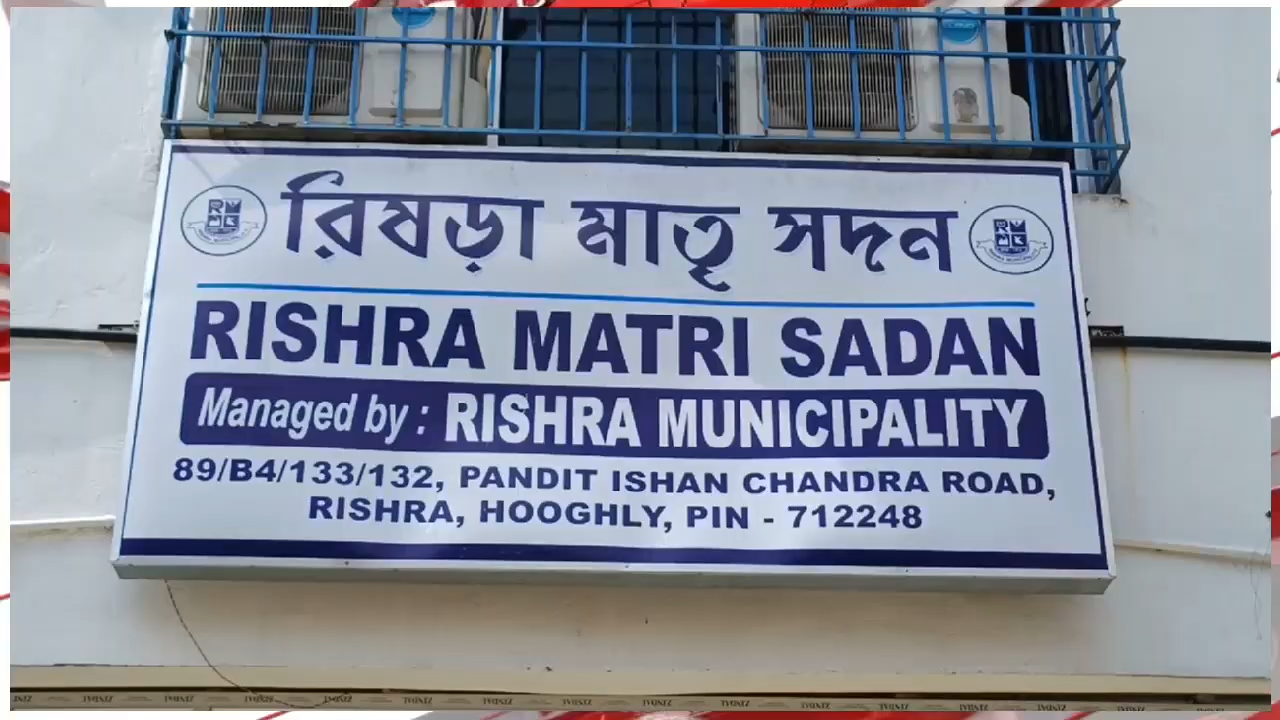 রিষড়া মাতৃ সদন
RISHRA MATRI SADAN
Managed by : RISHRA MUNICIPALITY
89/B4/133/132, PANDIT ISHAN CHANDRA ROAD,
RISHRA, HOOGHLY, PIN - 712248